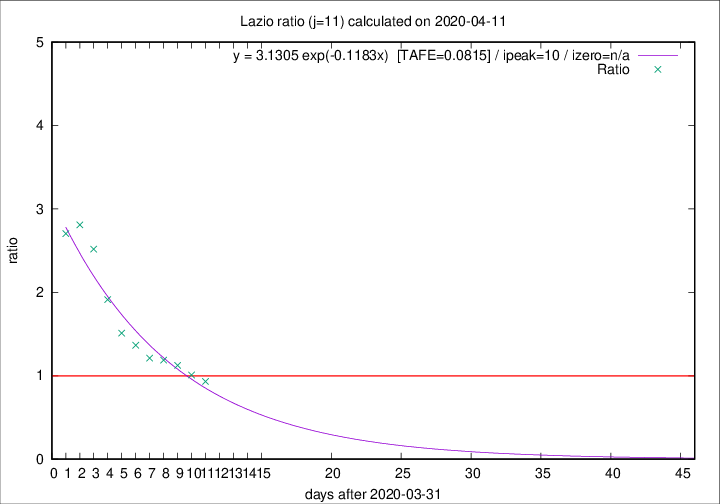 Lazio ratio (j=11) calculated on 2020-04-11
y = 3.1305 exp(-0.1183x)  [TAFE=0.0815] / ipeak=10 / izero=n/a
Ratio
5
4
3
2
1
0
ratio
0 1 2 3 4 5 6 7 8 9 10 11 12 13 14 15 20 25 30 35 40 45
days after 2020-03-31